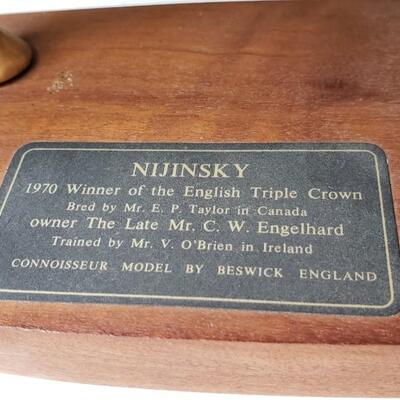 NIJINSKY
1970 Winner of the English Triple Crown
Bred by Mr. E. P. Taylor in Canada
owner The Late Mr. C. W. Engelhard
Trained by Mr. V. O'Brien in Ireland
CONNOISSEUR MODEL BY BESWICK ENGLAND